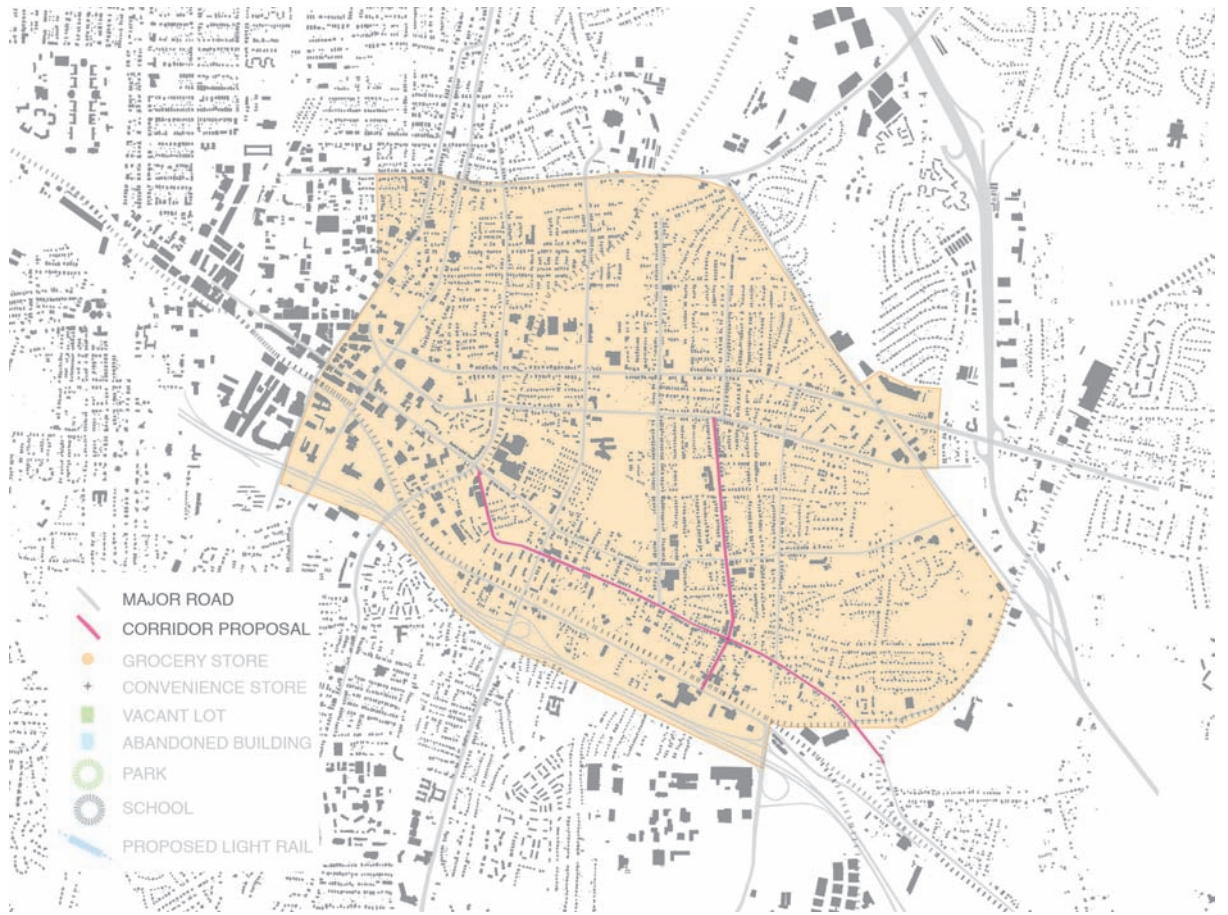 MAJOR ROAD
CORRIDOR PROPOSAL
GROCERY STORE
CONVENIENCE STORE
VACANT LOT
ABANDONED BUILDING
PARK
SCHOOL
PROPOSED LIGHT RAIL